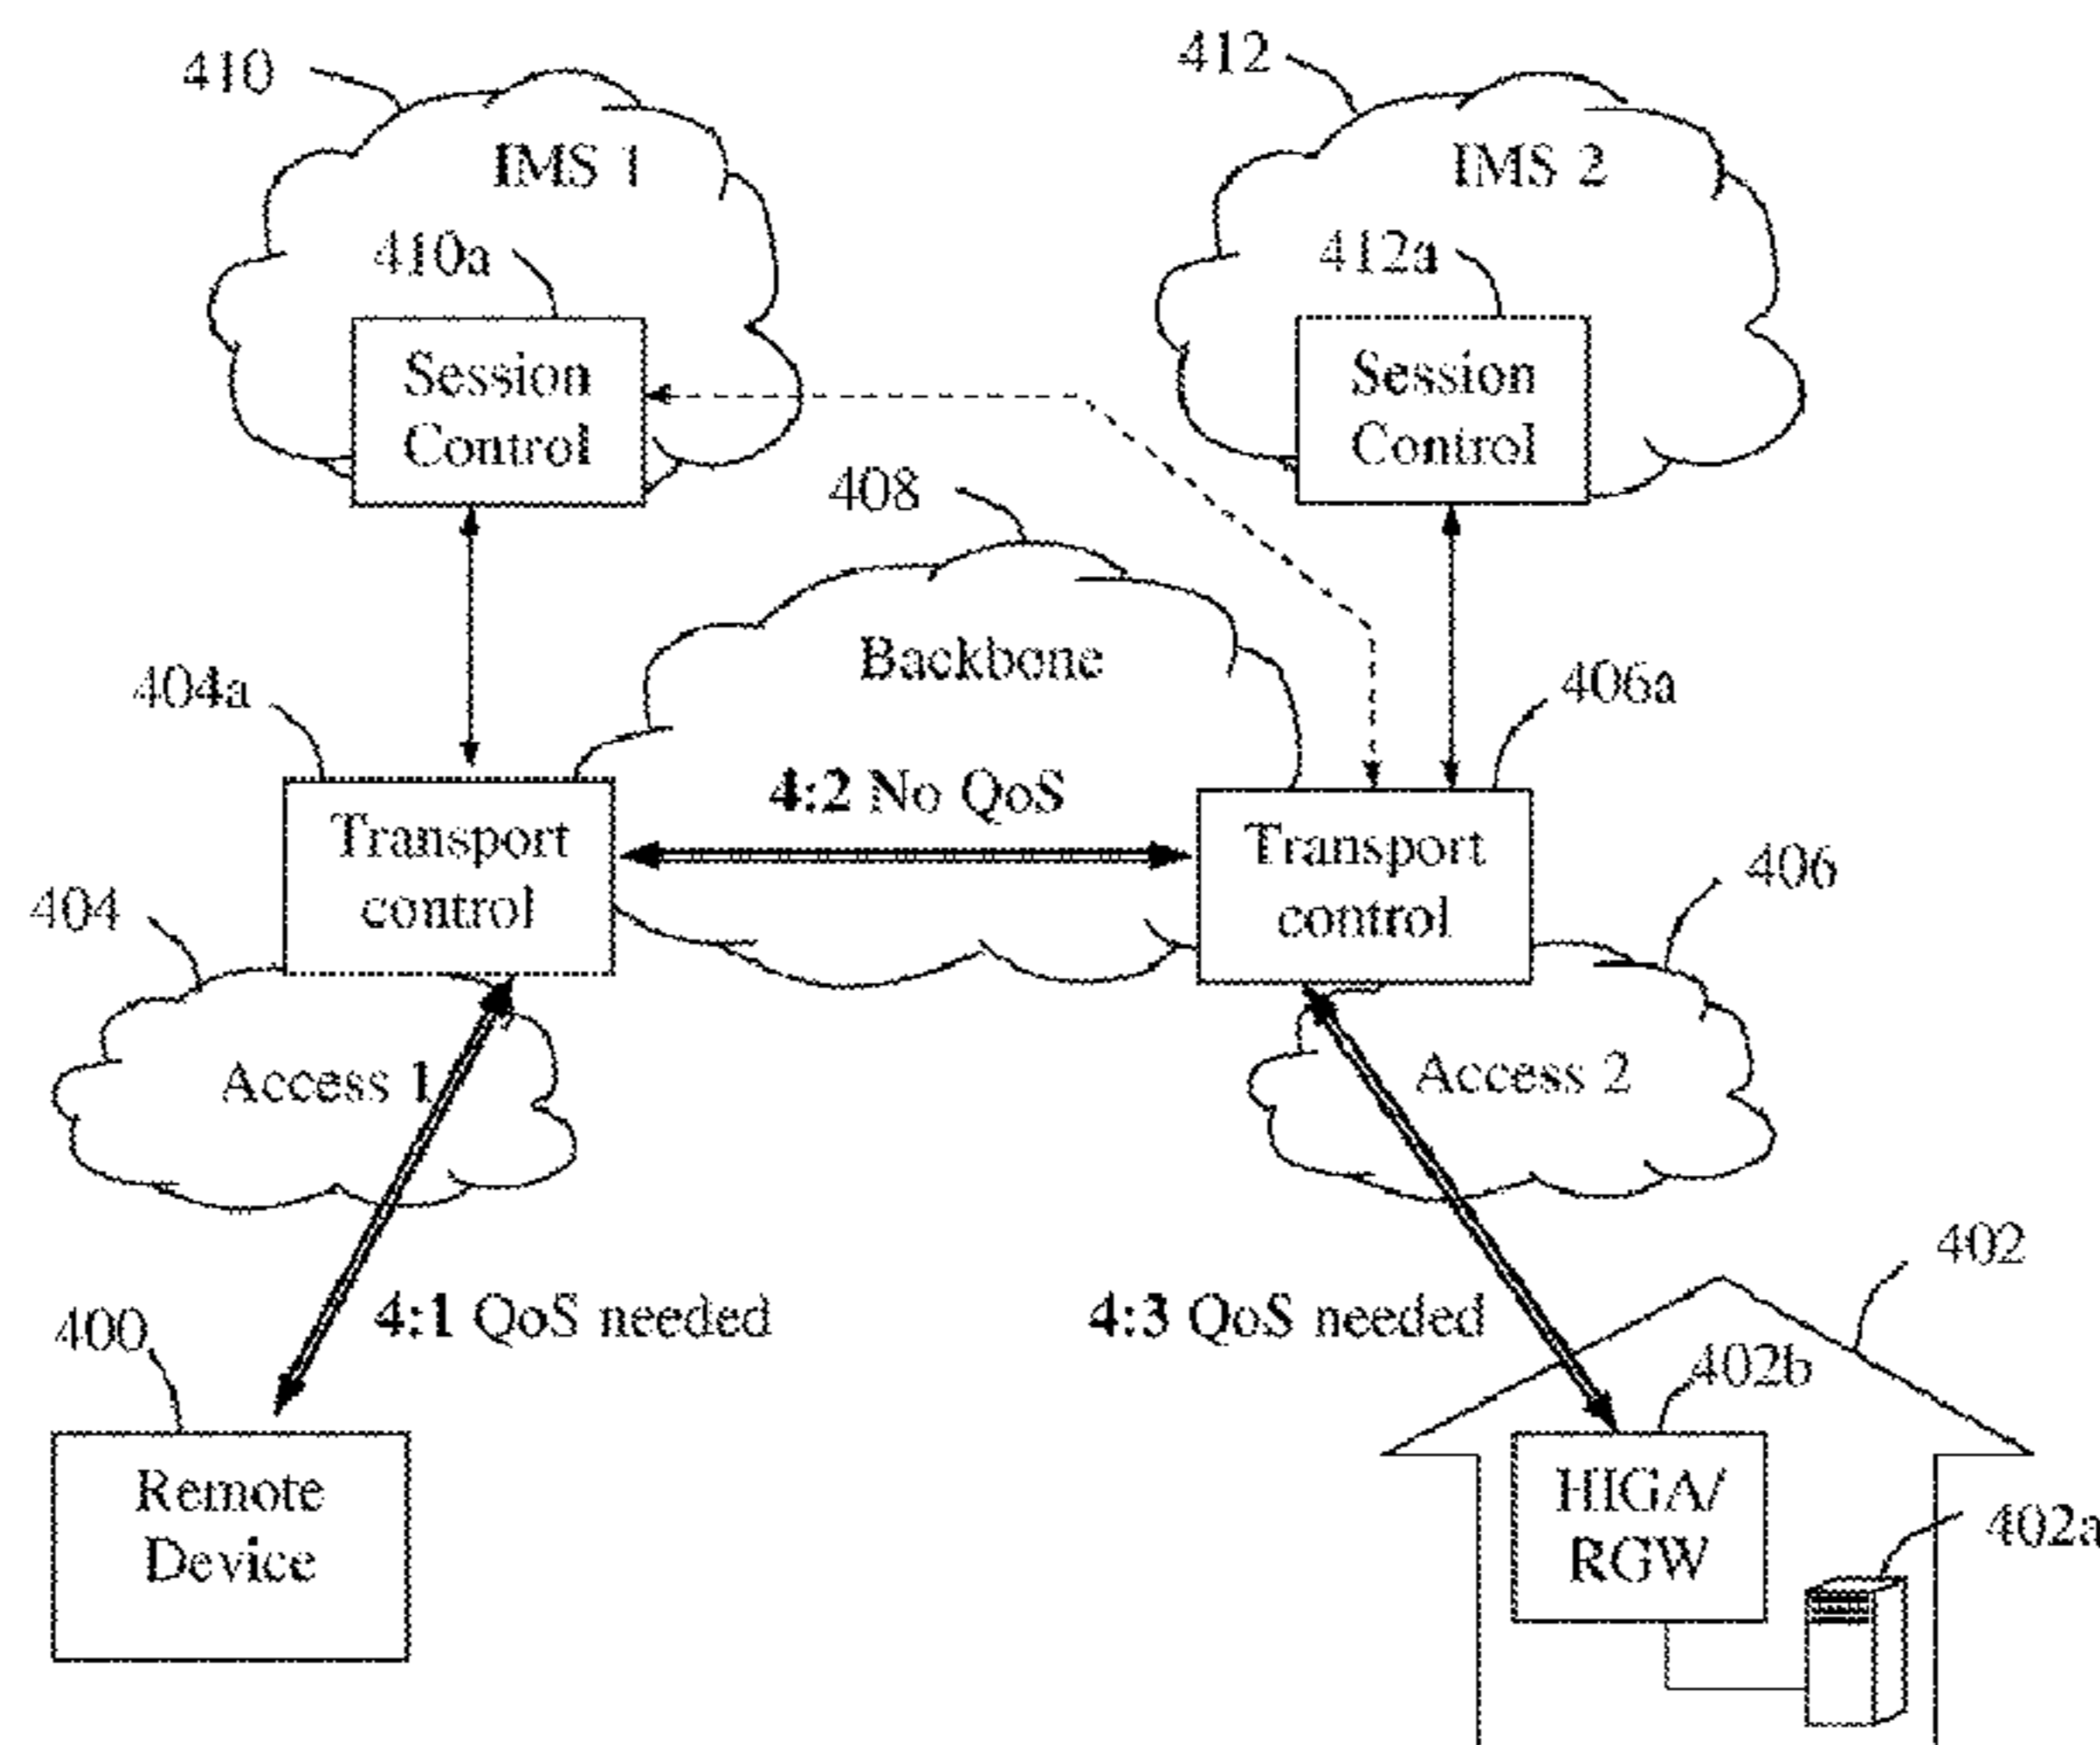 410
412
IMS 1
IMS 2
410a
412a
Session
Control
Session
Control
408
Backbone
404a
406a
4:2 No QoS
Transport
control
Transport
control
404
406
Access 1
Access 2
402
400
4:1 QoS needed
4:3 QoS needed
402b
Remote
Device
HIGA/
RGW
402a